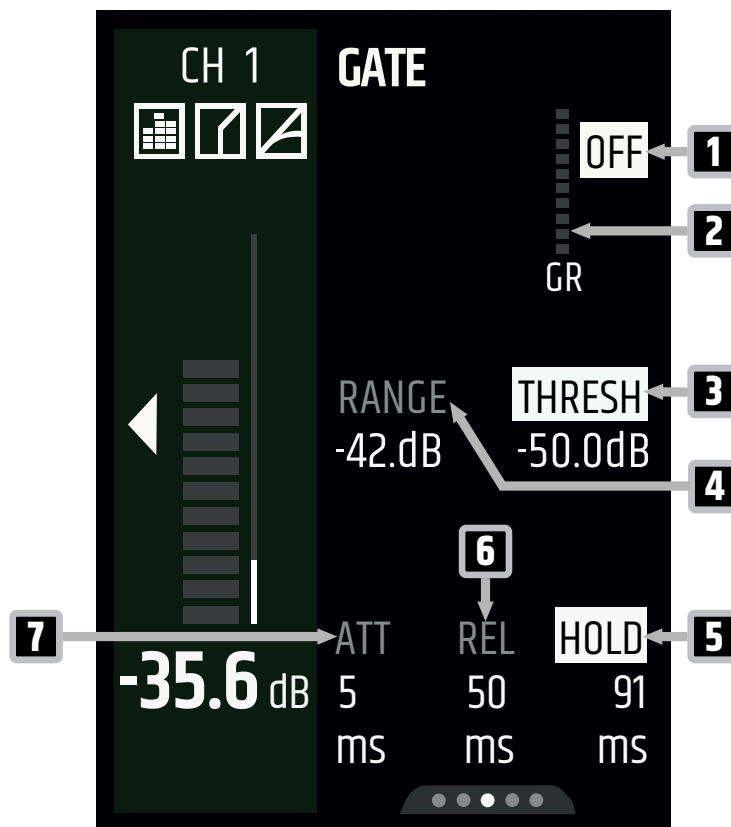 CH 1
GATE
OFF
1
2
GR
RANGE
THRESH
3
-42.dB
-50.0dB
4
6
7
ATT
REL
HOLD
5
-35.6 dB
5
50
91
ms
ms
ms